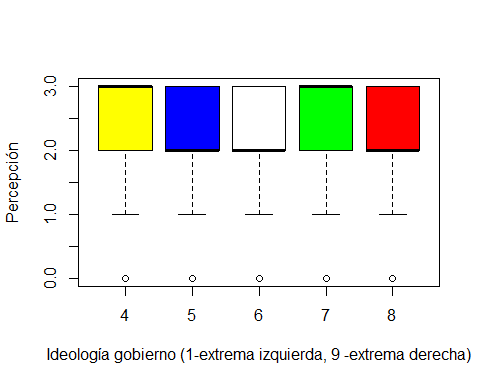 3.0
2.0
1.0
0.0
Percepción
4 5 6 7 8
Ideología gobierno (1-extrema izquierda, 9 -extrema derecha)